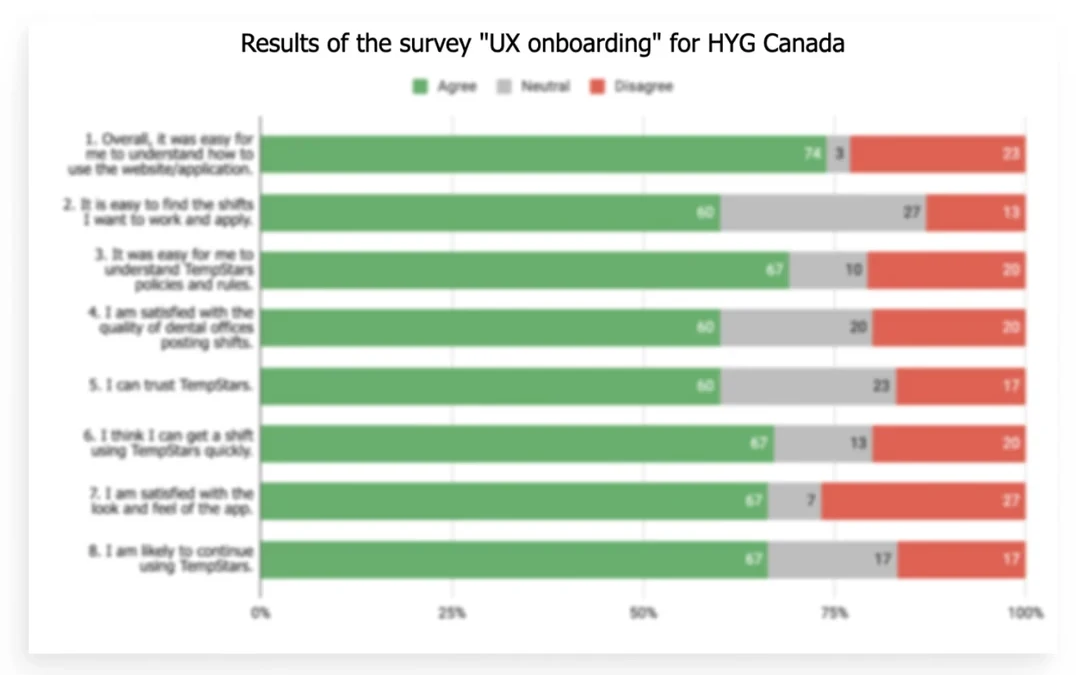 Results of the survey "UX onboarding" for HYG Canada
Agree Neutral Disagree
1. Overall, it was easy for
me to understand how to
use the website/application.
74 3 23
2. It is easy to find the shifts
I want to work and apply.
60 27 13
3. It was easy for me to
understand TempStars
policies and rules.
67 10 20
4. I am satisfied with the
quality of dental offices
posting shifts.
60 20 20
5. I can trust TempStars.
60 23 17
6. I think I can get a shift
using TempStars quickly.
67 13 20
7. I am satisfied with the
look and feel of the app.
67 7 27
8. I am likely to continue
using TempStars.
67 17 17
0% 25% 50% 75% 100%